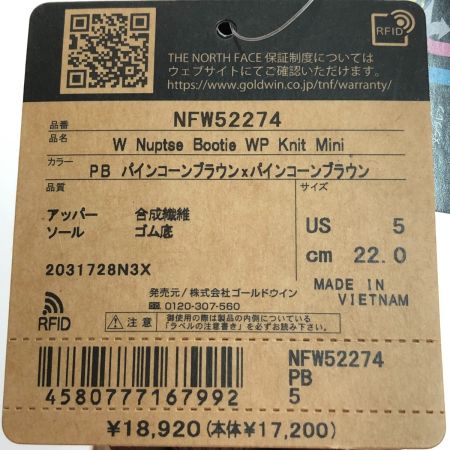 RFID
THE NORTH FACE 保証制度については
ウェブサイトにてご確認いただけます。
https://www.goldwin.co.jp/tnf/warranty/
品番 NFW52274
品名 W Nuptse Bootie WP Knit Mini
カラー PB パインコーンブラウンxパインコーンブラウン
品質 サイズ
アッパー 合成繊維
ソール ゴム底
US 5
cm 22.0
2031728N3X
MADE IN
VIETNAM
発売元/株式会社ゴールドウイン
0120-307-560
RFID
注意 御使用の際は製品の内側に付いている
「ラベルの注意書き」を必ずお読み下さい。
NFW52274
PB
5
4580777167992
¥18,920(本体¥17,200)